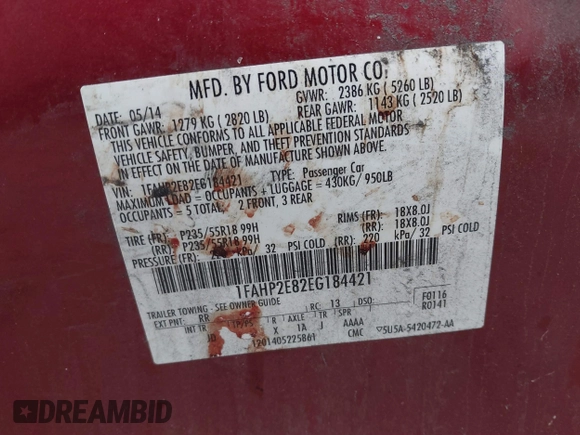 MFD. BY FORD MOTOR CO.
DATE: 05/14 GVWR: 2386 KG ( 5260 LB)
FRONT GAWR: 1279 KG ( 2820 LB) REAR GAWR: 1143 KG ( 2520 LB)
THIS VEHICLE CONFORMS TO ALL APPLICABLE FEDERAL MOTOR
VEHICLE SAFETY, BUMPER, AND THEFT PREVENTION STANDARDS
IN EFFECT ON THE DATE OF MANUFACTURE SHOWN ABOVE.
VIN: 1FAHP2E82EG184421 TYPE: Passenger Car
MAXIMUM LOAD = OCCUPANTS + LUGGAGE = 430KG/ 950LB
OCCUPANTS = 5 TOTAL, 2 FRONT, 3 REAR
TIRE (FR): P235/55R18 99H RIMS (FR): 18X8.0J
(RR): P235/55R18 99H (RR): 18X8.0J
PRESSURE (FR): kPa/ 32 PSI COLD (RR): 220 kPa/ 32 PSI COLD
1FAHP2E82EG184421
TRAILER TOWING - SEE OWNER GUIDE
EXT PNT: RR RC: 13 DSO: F0116
INT TR R AXLE TR SPR R0141
JD X 1A J AAAA
1201405225B61 CMC 5U5A-5420472-AA
DREAMBID